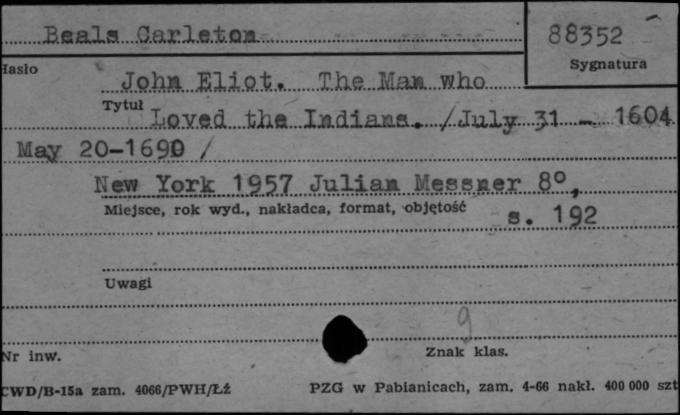 Beals Carleton
88352
Hasło
Sygnatura
John Eliot. The Man who
Tytuł
Loved the Indians. /July 31 - 1604
May 20-1690 /
New York 1957 Julian Messner 8°,
Miejsce, rok wyd., nakładca, format, objętość
s. 192
Uwagi
9
Nr inw.
Znak klas.
CWD/B-15a zam. 4066/PWH/Łż
PZG w Pabianicach, zam. 4-66 nakł. 400 000 szt